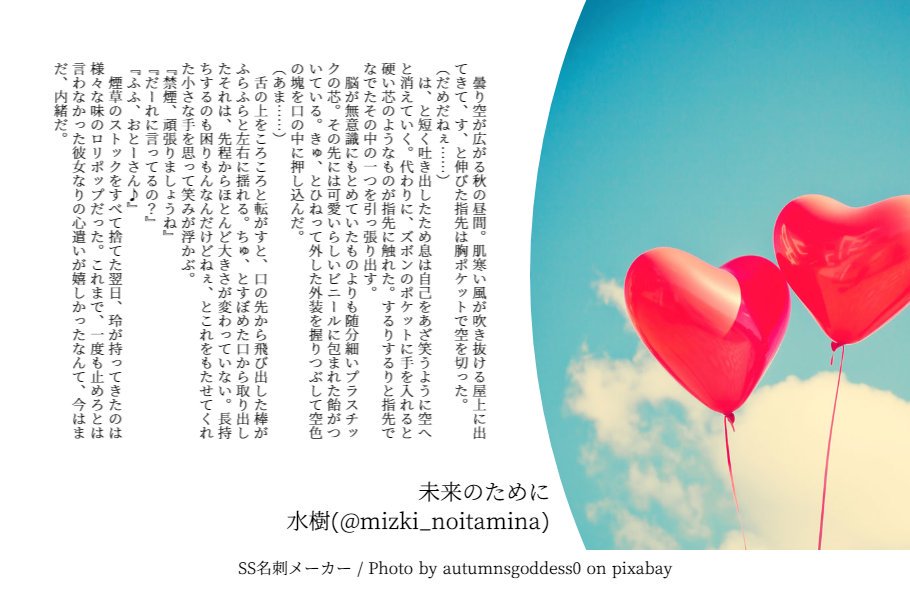 曇り空が広がる秋の昼間。肌寒い風が吹き抜ける屋上に出
てきて、す、と伸びた指先は胸ポケットで空を切った。
（だめだねぇ……）
　は、と短く吐き出したため息は自己をあざ笑うように空へ
と消えていく。代わりに、ズボンのポケットに手を入れると
硬い芯のようなものが指先に触れた。するりするりと指先で
なでたその中の一つを引っ張り出す。
　脳が無意識にもとめていたものよりも随分細いプラスチッ
クの芯。その先には可愛いらしいビニールに包まれた飴がつ
いている。きゅ、とひねって外した外装を握りつぶして空色
の塊を口の中に押し込んだ。
（あま……）
　舌の上をころころと転がすと、口の先から飛び出した棒が
ふらふらと左右に揺れる。ちゅ、とすぼめた口から取り出し
たそれは、先程からほとんど大きさが変わっていない。長持
ちするのも困りもんなんだけどねぇ、とこれをもたせてくれ
た小さな手を思って笑みが浮かぶ。
『禁煙、頑張りましょうね』
『だーれに言ってるの？』
『ふふ、おとーさん♪』
　煙草のストックをすべて捨てた翌日、玲が持ってきたのは
様々な味のロリポップだった。これまで、一度も止めろとは
言わなかった彼女なりの心遣いが嬉しかったなんて、今はま
だ、内緒だ。
未来のために
水樹(@mizki_noitamina)
SS名刺メーカー / Photo by autumnsgoddess0 on pixabay